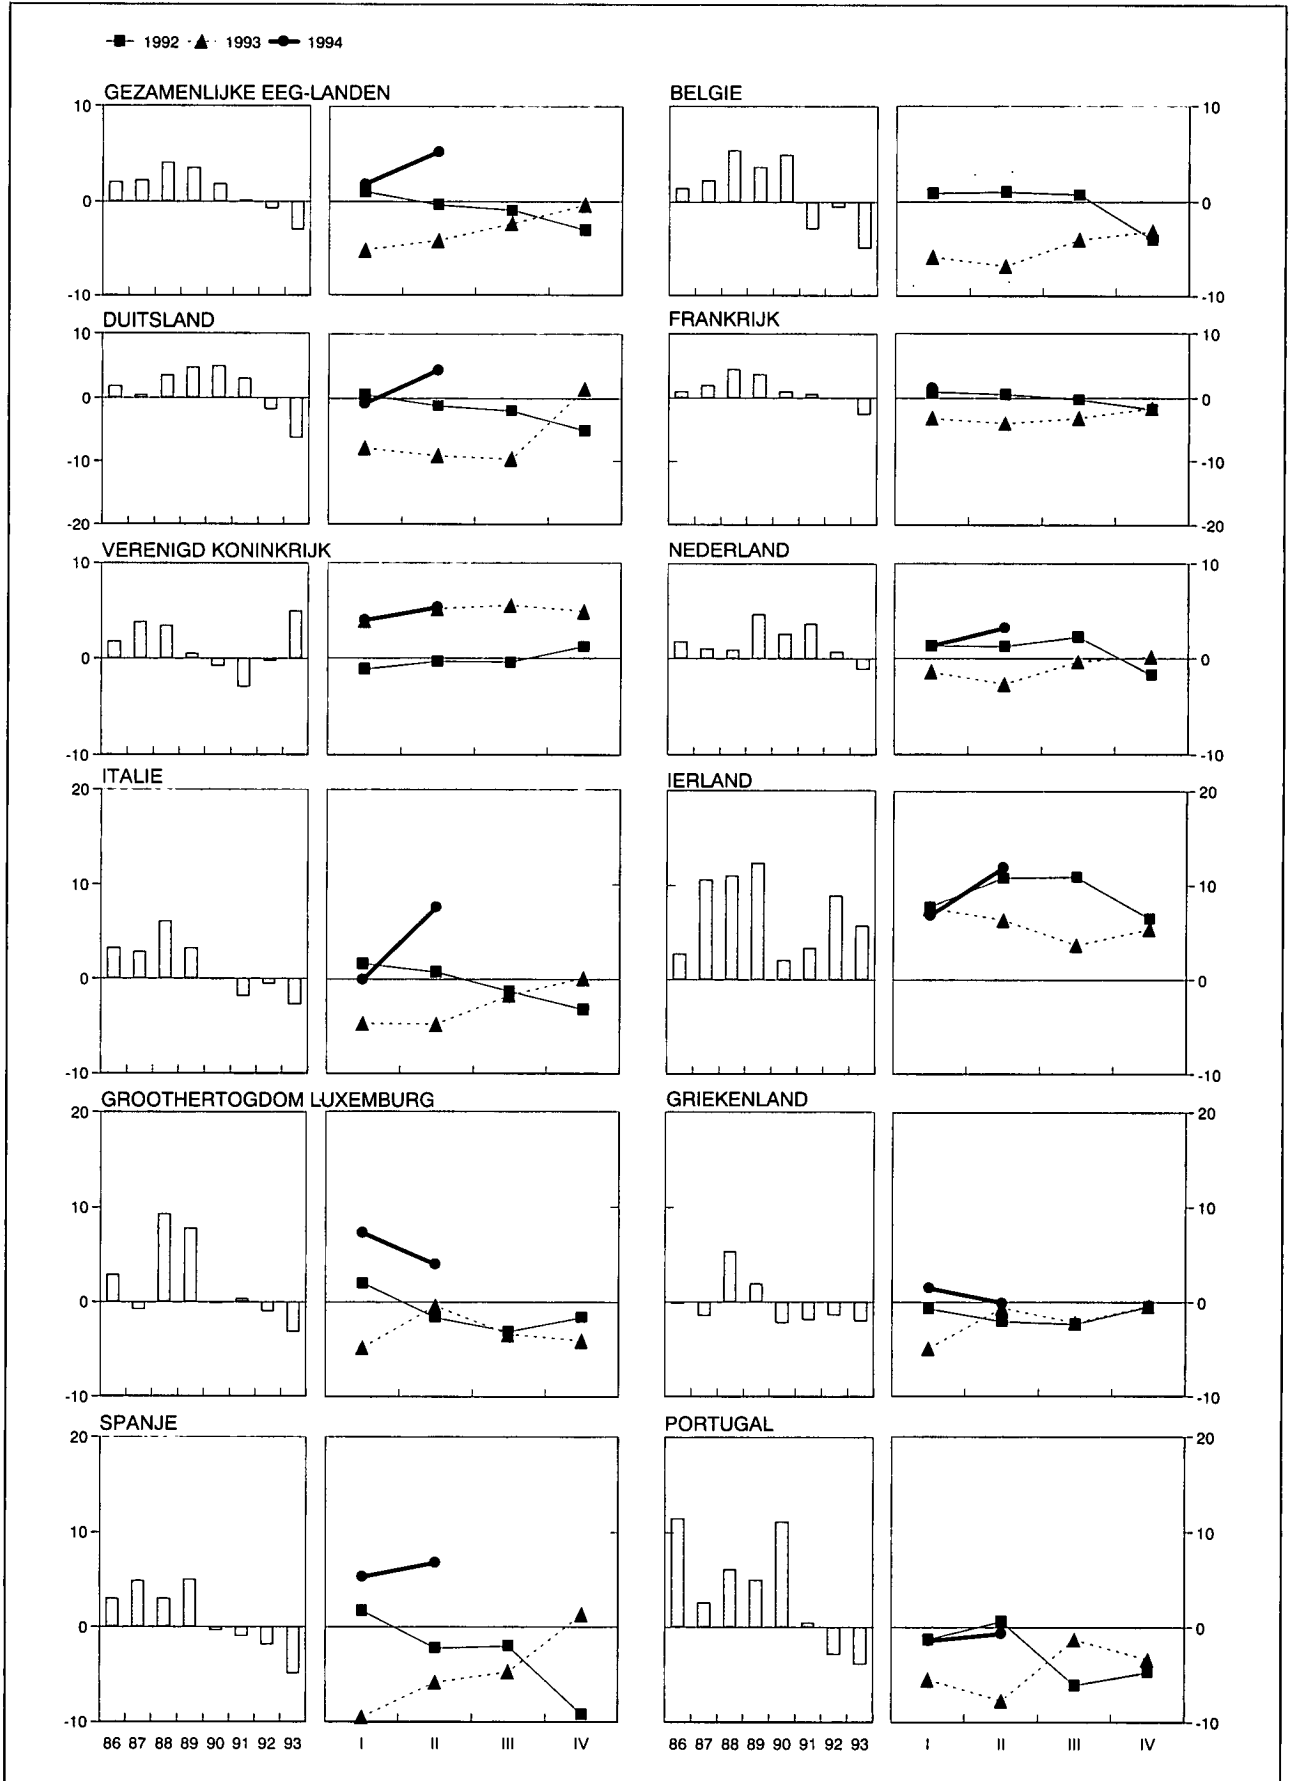 1992 1993 1994
GEZAMENLIJKE EEG-LANDEN
10
0
-10
BELGIE
10
0
-10
DUITSLAND
10
0
-10
-20
FRANKRIJK
10
0
-10
-20
VERENIGD KONINKRIJK
10
0
-10
NEDERLAND
10
0
-10
ITALIE
20
10
0
-10
IERLAND
20
10
0
-10
GROOTHERTOGDOM LUXEMBURG
20
10
0
-10
GRIEKENLAND
20
10
0
-10
SPANJE
20
10
0
-10
86 87 88 89 90 91 92 93
I II III IV
PORTUGAL
20
10
0
-10
86 87 88 89 90 91 92 93
I II III IV